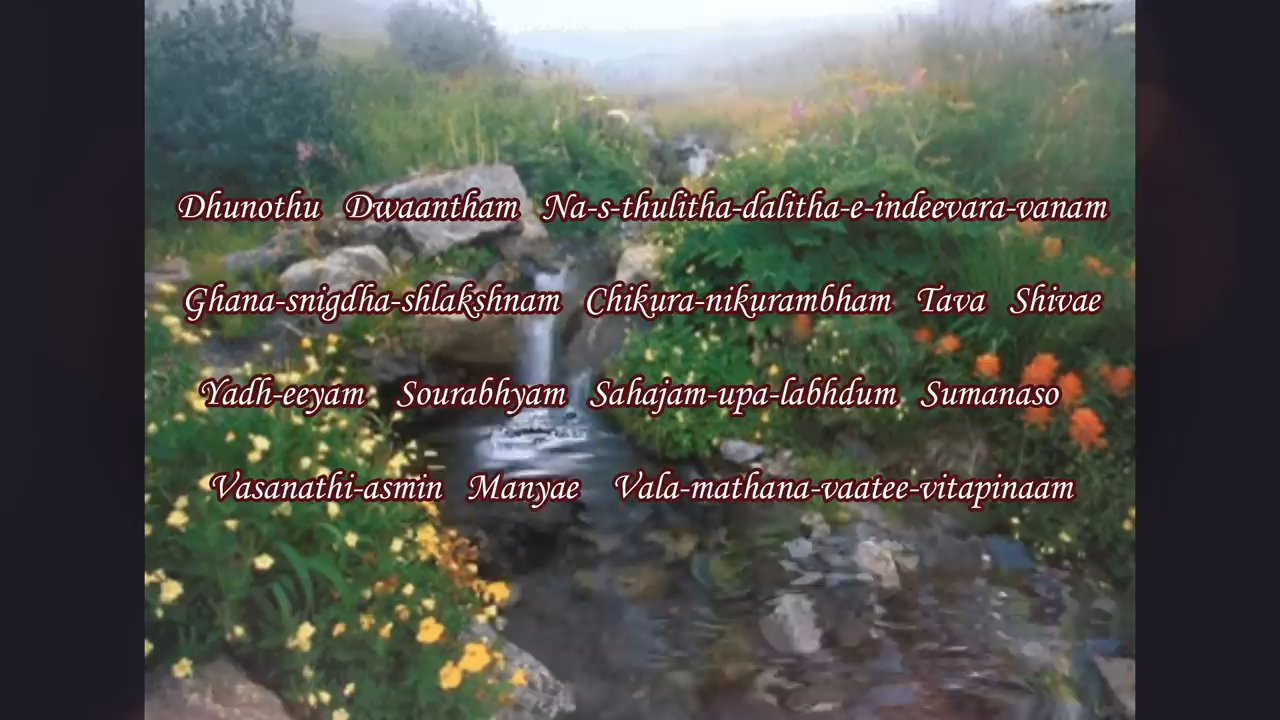 Dhunothu Dwaantham Na-s-thulitha-dalitha-e-indeevara-vanam
Ghana-snigdha-shlakshnam Chikura-nikurambham Tava Shivae
Yadh-eeyam Sourabhyam Sahajam-upa-labhdum Sumanaso
Vasanathi-asmin Manyae Vala-mathana-vaatee-vitapinaam